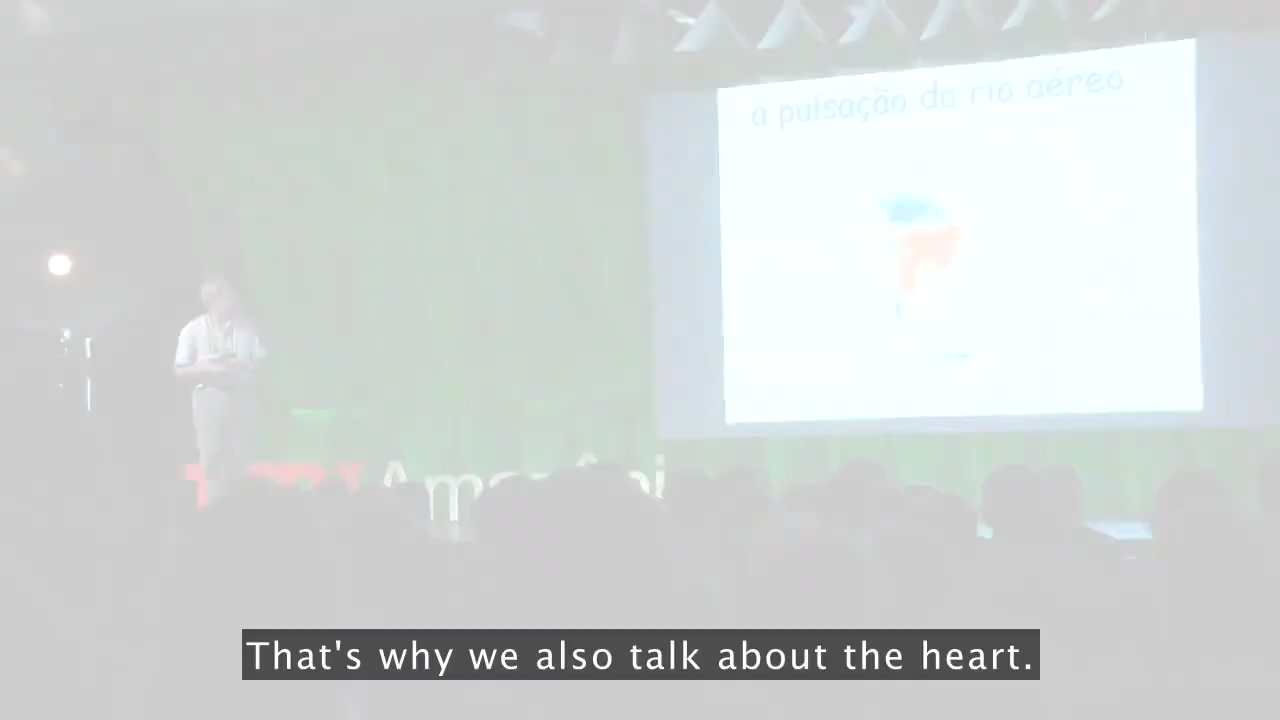 a pulsação do rio aéreo
That's why we also talk about the heart.